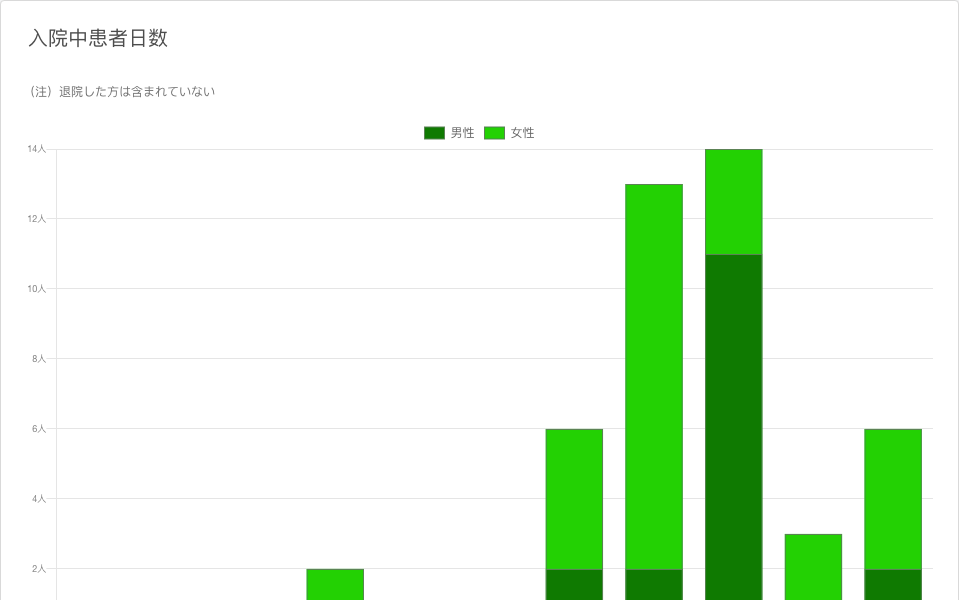 入院中患者日数
（注）退院した方は含まれていない
男性 女性
14人
12人
10人
8人
6人
4人
2人